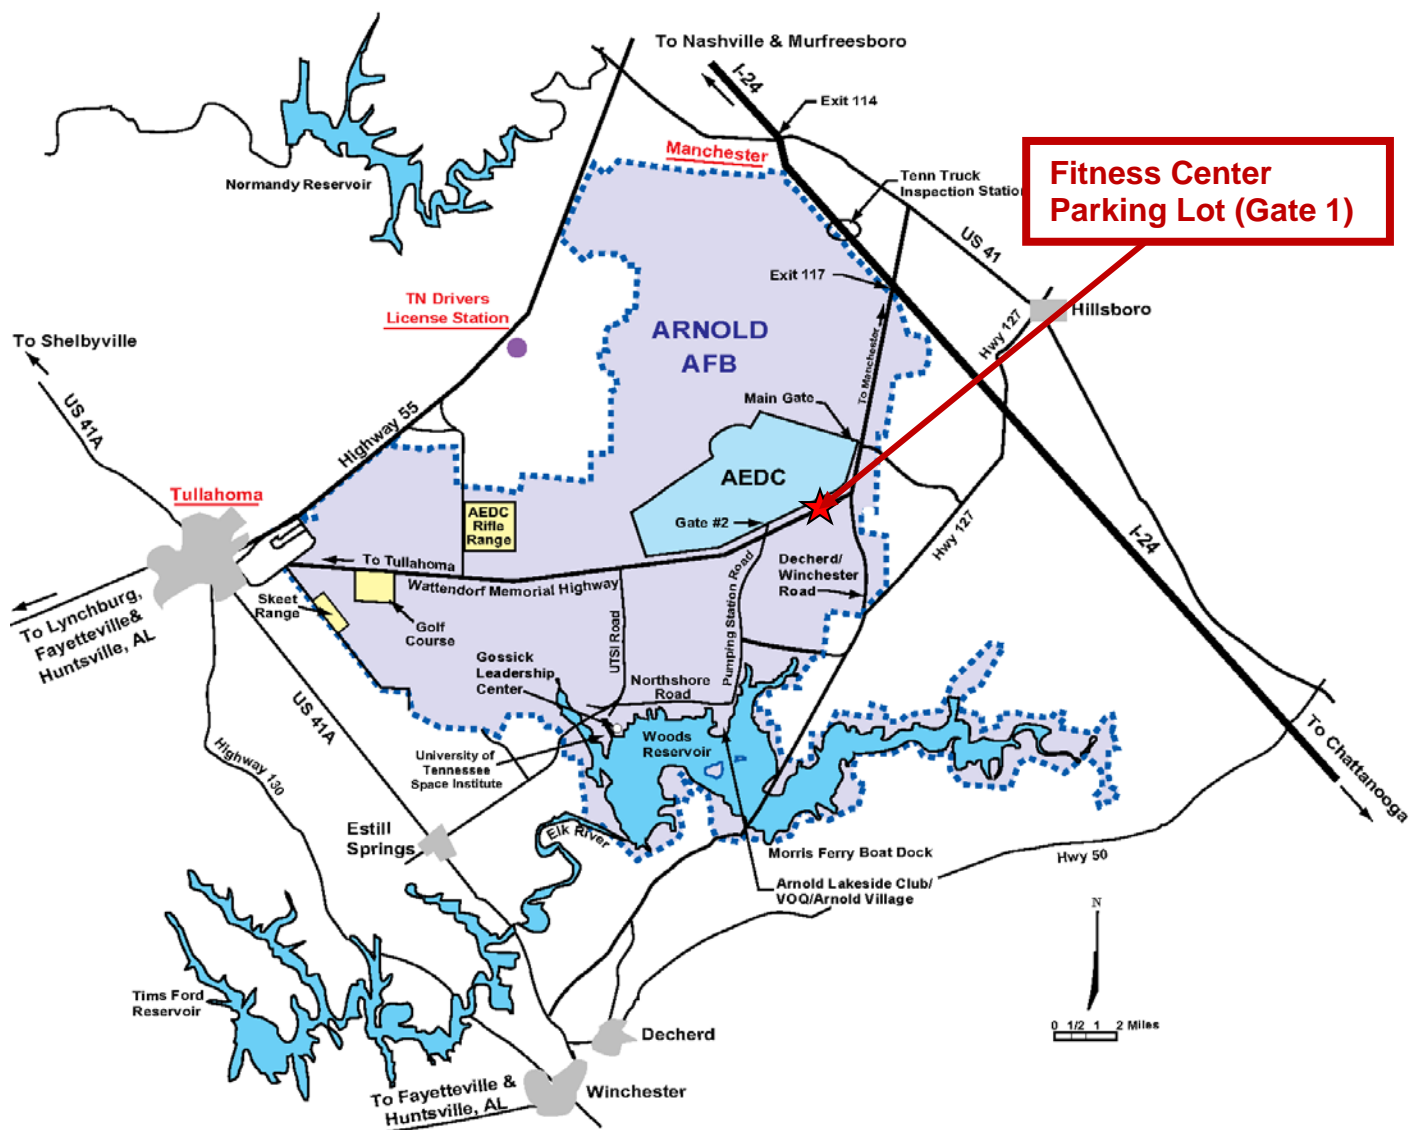 To Nashville & Murfreesboro
I-24
Exit 114
Manchester
Fitness Center
Parking Lot (Gate 1)
Tenn Truck
Inspection Station
Normandy Reservoir
US 41
Exit 117
Hillsboro
TN Drivers
License Station
ARNOLD
AFB
Hwy 127
To Shelbyville
To Manchester
US 41A
Main Gate
Highway 55
AEDC
Tullahoma
AEDC
Rifle
Range
Gate #2
Hwy 127
I-24
To Tullahoma
Wattendorf Memorial Highway
Decherd/
Winchester
Road
Skeet
Range
Golf
Course
To Lynchburg,
Fayetteville&
Huntsville, AL
UTSI Road
Pumping Station Road
Gossick
Leadership
Center
Northshore
Road
US 41A
Woods
Reservoir
University of
Tennessee
Space Institute
To Chattanooga
Highway 130
Estill
Springs
Elk River
Morris Ferry Boat Dock
Hwy 50
Arnold Lakeside Club/
VOQ/Arnold Village
N
Tims Ford
Reservoir
0 1/2 1 2 Miles
Decherd
Winchester
To Fayetteville &
Huntsville, AL